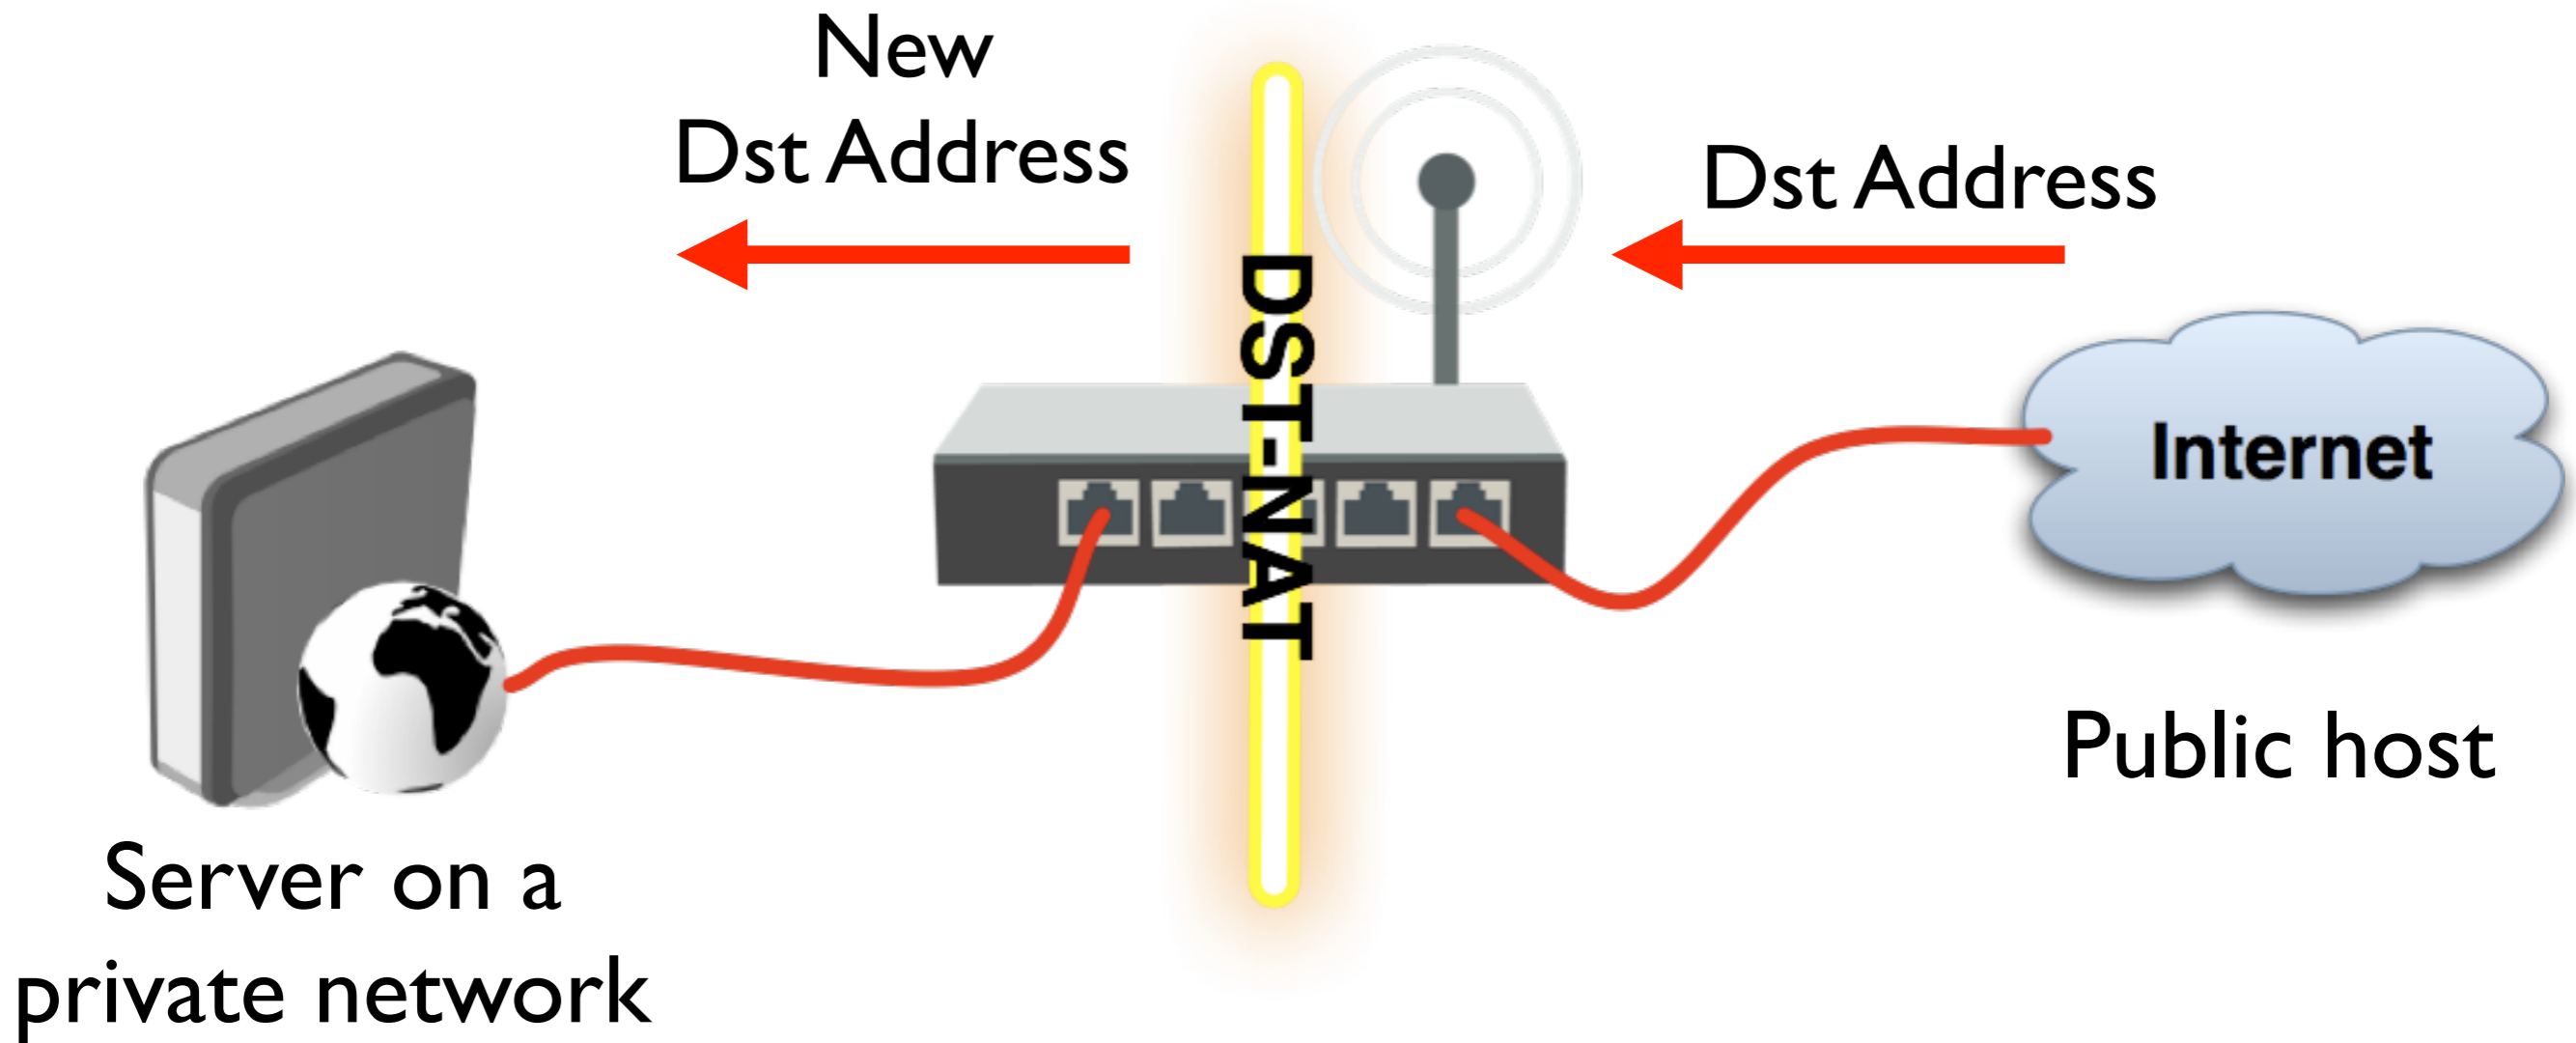 New
Dst Address
Dst Address
DST-NAT
Internet
Public host
Server on a
private network